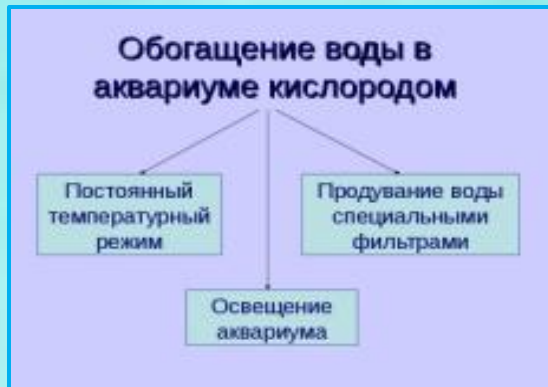 Обогащение воды в
аквариуме кислородом
Постоянный
температурный
режим
Продувание воды
специальными
фильтрами
Освещение
аквариума